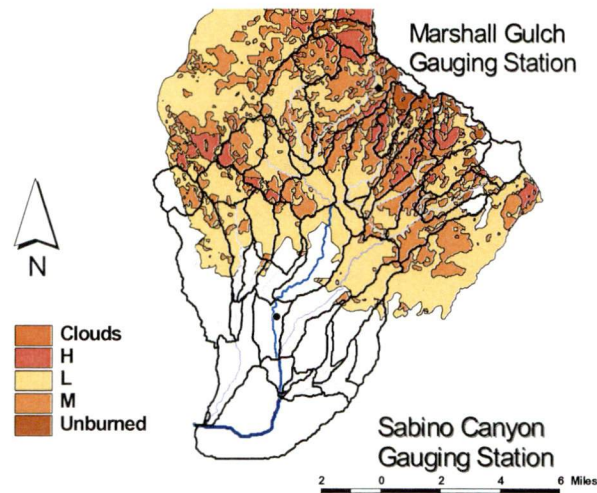 Marshall Gulch
Gauging Station
N
Clouds
H
L
M
Unburned
Sabino Canyon
Gauging Station
2 0 2 4 6 Miles